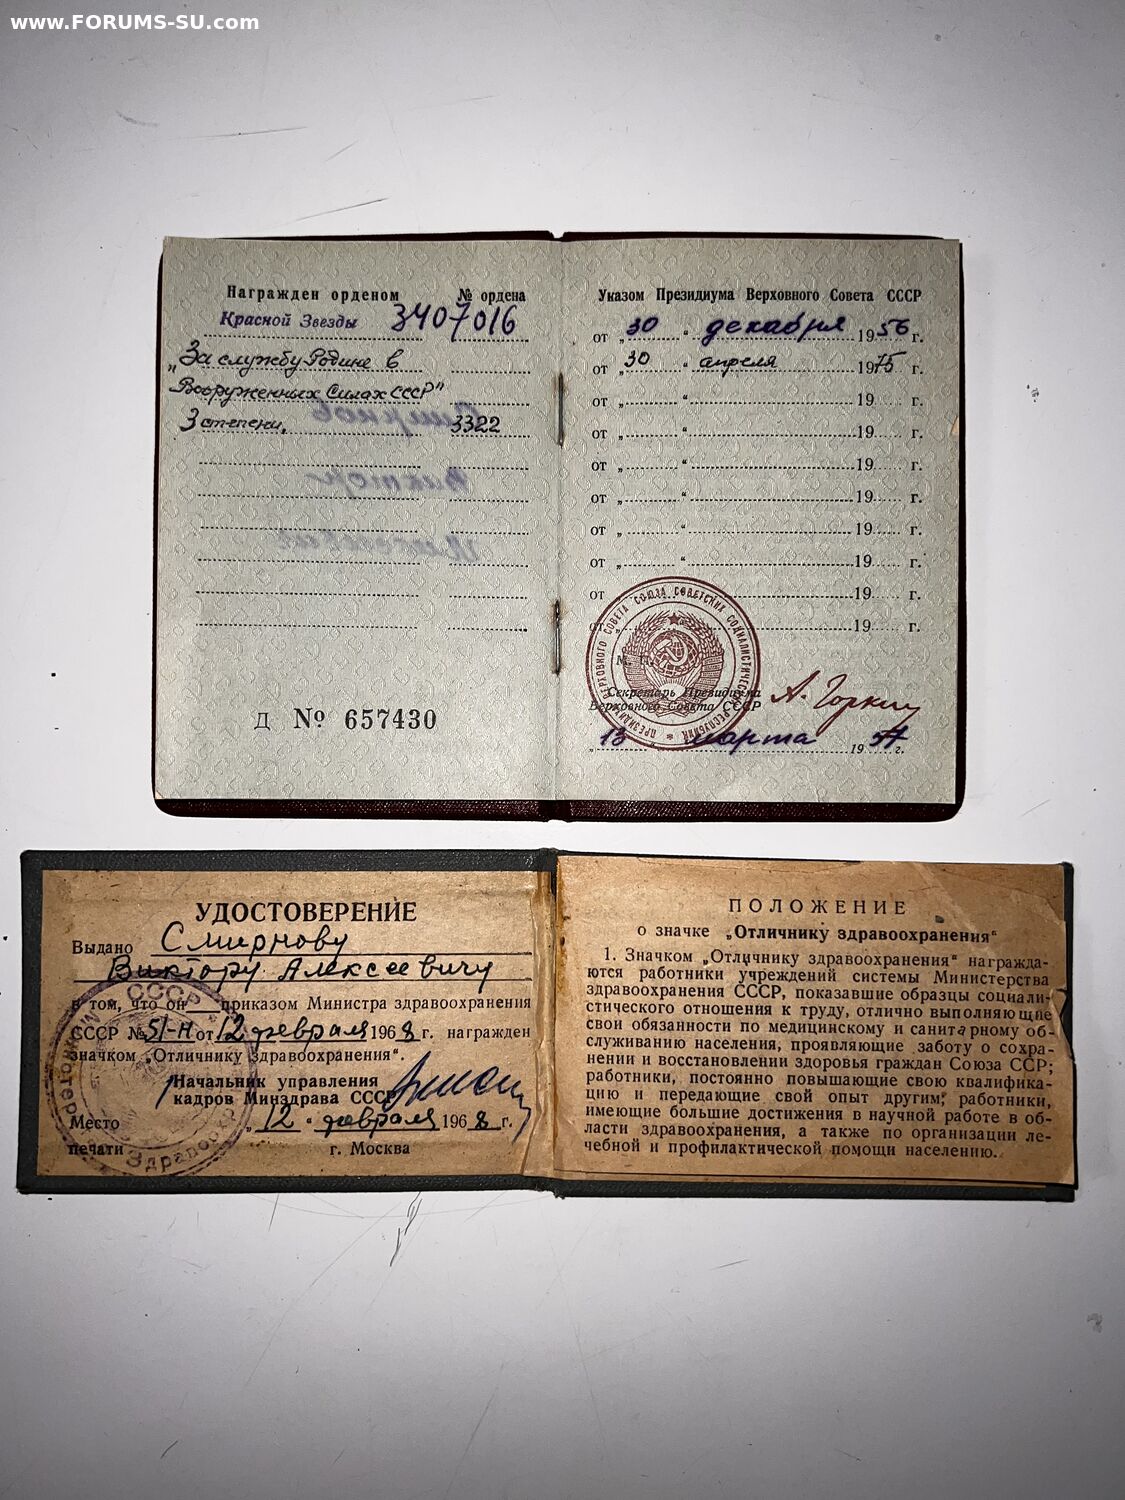 www.FORUMS-SU.com
Награжден орденом № ордена
Красной Звезды 3407016
„За службу Родине в
Вооруженных Силах СССР"
3 степени, 3322
Д № 657430
Указом Президиума Верховного Совета СССР
от „30 " декабря 1956 г.
от „30 " апреля 1975 г.
от „ " 19 г.
от „ " 19 г.
от „ " 19 г.
от „ " 19 г.
от „ " 19 г.
от „ " 19 г.
от „ " 19 г.
от „ " 19 г.
М. П.
Секретарь Президиума
Верховного Совета СССР А. Горкин
„13 " марта 1957 г.
УДОСТОВЕРЕНИЕ
Выдано Смирнову
Виктору Алексеевичу
в том, что он приказом Министра здравоохранения
СССР № 51-н от 12 февраля 1968 г. награжден
значком „Отличнику здравоохранения".
Начальник управления
кадров Минздрава СССР
Место „12 " февраля 1968 г.
печати г. Москва
ПОЛОЖЕНИЕ
о значке „Отличнику здравоохранения"
1. Значком „Отличнику здравоохранения" награжда-
ются работники учреждений системы Министерства
здравоохранения СССР, показавшие образцы социали-
стического отношения к труду, отлично выполняющие
свои обязанности по медицинскому и санитарному об-
служиванию населения, проявляющие заботу о сохра-
нении и восстановлении здоровья граждан Союза ССР;
работники, постоянно повышающие свою квалифика-
цию и передающие свой опыт другим; работники,
имеющие большие достижения в научной работе в об-
ласти здравоохранения, а также по организации ле-
чебной и профилактической помощи населению.